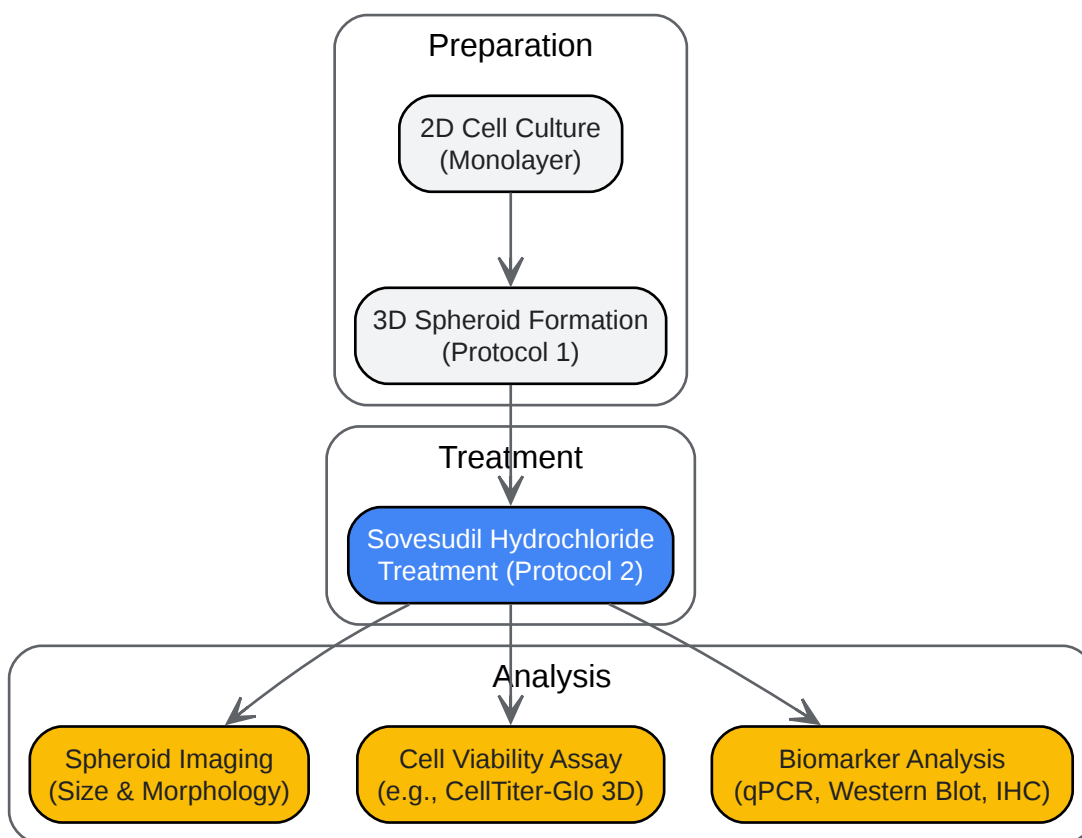 Preparation
2D Cell Culture
(Monolayer)
3D Spheroid Formation
(Protocol 1)
Treatment
Sovesudil Hydrochloride
Treatment (Protocol 2)
Analysis
Spheroid Imaging
(Size & Morphology)
Cell Viability Assay
(e.g., CellTiter-Glo 3D)
Biomarker Analysis
(qPCR, Western Blot, IHC)